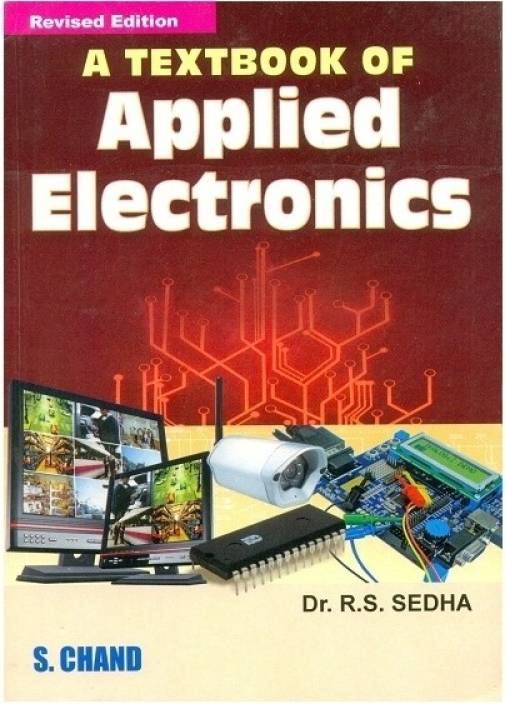 Revised Edition
A TEXTBOOK OF
Applied
Electronics
Dr. R.S. SEDHA
S. CHAND